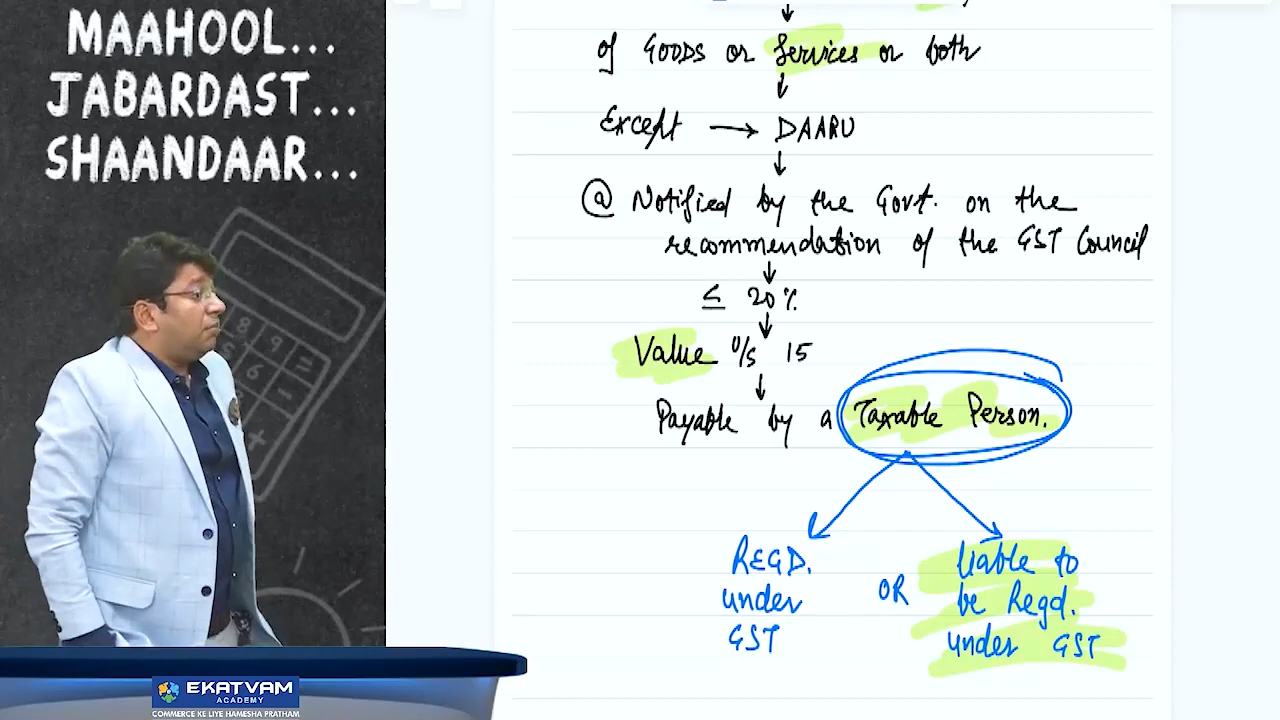 MAAHOOL...
JABARDAST...
SHAANDAAR...
of GOODS or Services or both
Except → DAARU
@ Notified by the Govt. on the
recommendation of the GST Council
≤ 20%
Value u/s 15
Payable by a Taxable Person.
REGD.
under
GST
OR
liable to
be Regd.
under GST
EKATVAM
ACADEMY
COMMERCE KE LIYE HAMESHA PRATHAM